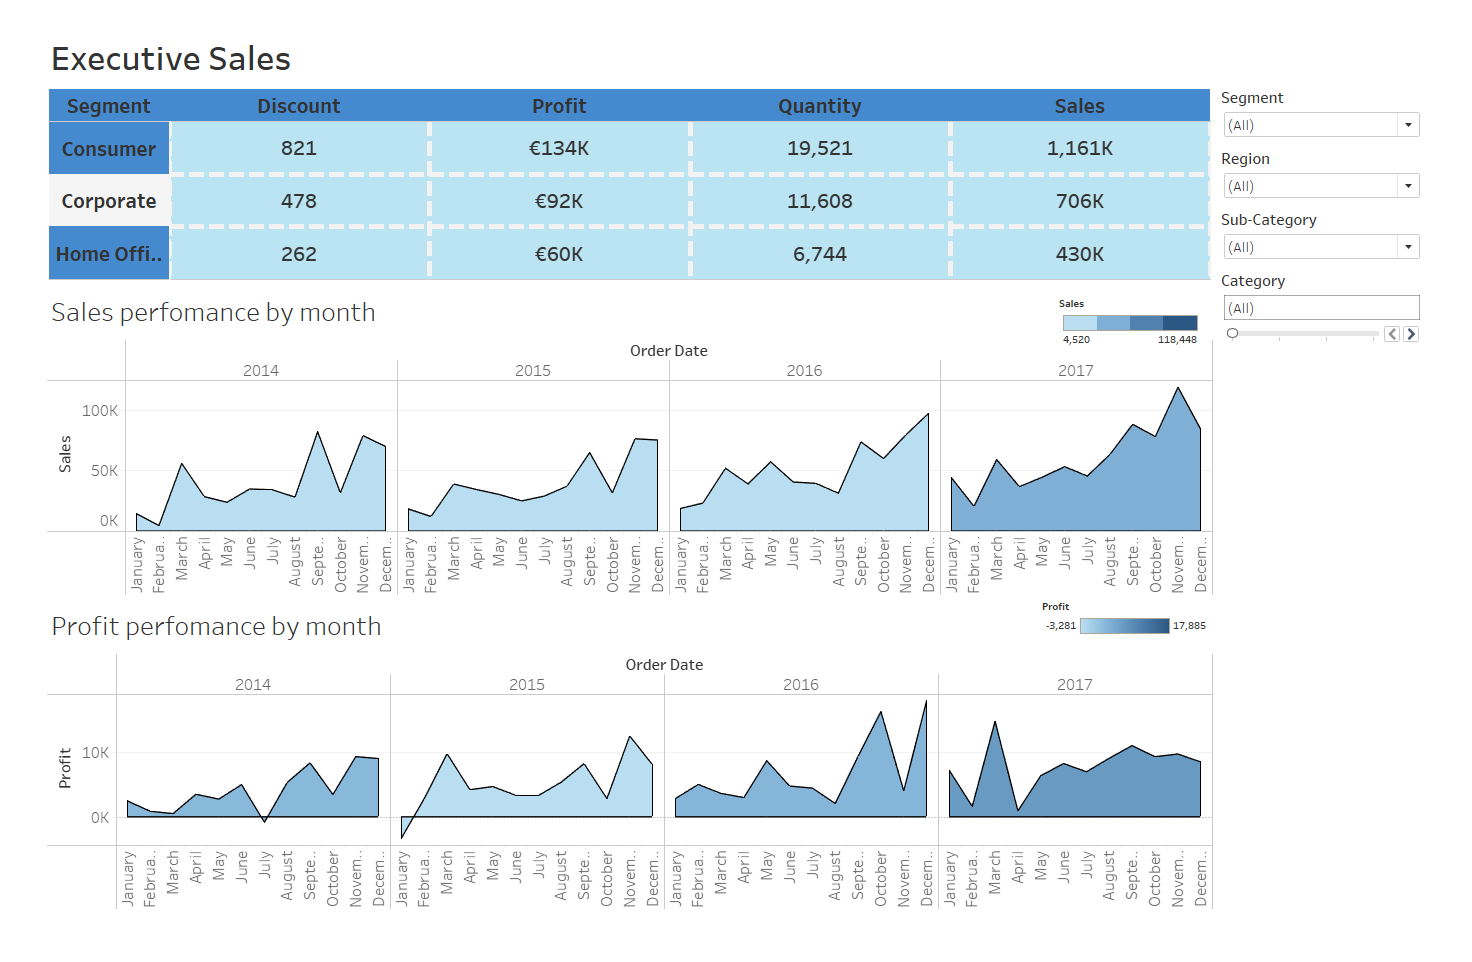 Executive Sales
Segment Discount Profit Quantity Sales
Consumer 821 €134K 19,521 1,161K
Corporate 478 €92K 11,608 706K
Home Offi.. 262 €60K 6,744 430K
Segment
(All)
Region
(All)
Sub-Category
(All)
Category
(All)
Sales perfomance by month
Sales
4,520 118,448
Order Date
2014 2015 2016 2017
Sales
100K
50K
0K
January Februa.. March April May June July August Septe.. October Novem.. Decem.. January Februa.. March April May June July August Septe.. October Novem.. Decem.. January Februa.. March April May June July August Septe.. October Novem.. Decem.. January Februa.. March April May June July August Septe.. October Novem.. Decem..
Profit perfomance by month
Profit
-3,281 17,885
Order Date
2014 2015 2016 2017
Profit
10K
0K
January Februa.. March April May June July August Septe.. October Novem.. Decem.. January Februa.. March April May June July August Septe.. October Novem.. Decem.. January Februa.. March April May June July August Septe.. October Novem.. Decem.. January Februa.. March April May June July August Septe.. October Novem.. Decem..